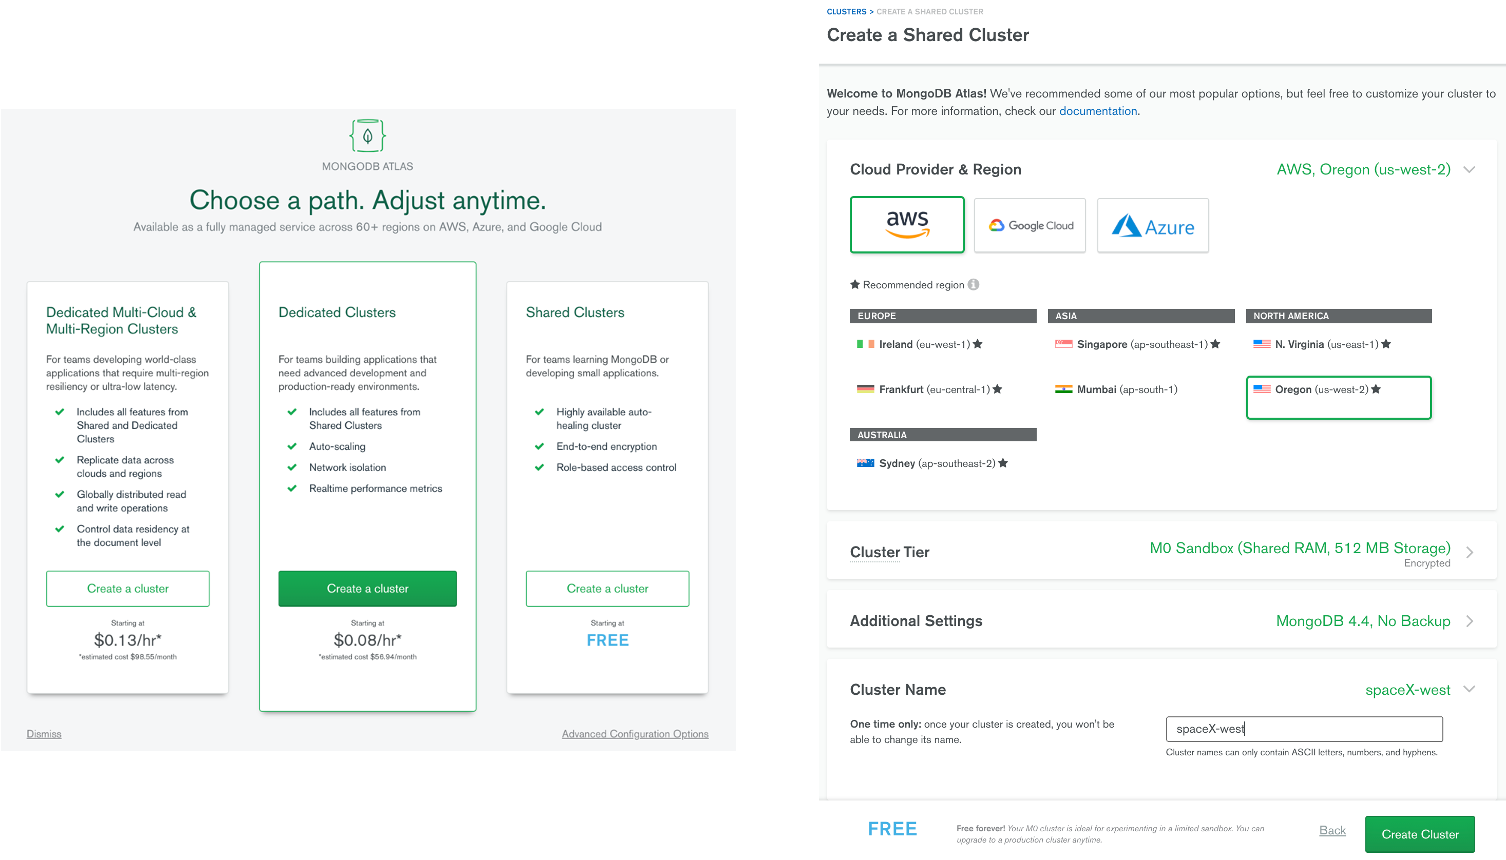 MONGODB ATLAS
Choose a path. Adjust anytime.
Available as a fully managed service across 60+ regions on AWS, Azure, and Google Cloud
Dedicated Multi-Cloud &
Multi-Region Clusters
For teams developing world-class
applications that require multi-region
resiliency or ultra-low latency.
Includes all features from
Shared and Dedicated
Clusters
Replicate data across
clouds and regions
Globally distributed read
and write operations
Control data residency at
the document level
Create a cluster
Starting at
$0.13/hr*
*estimated cost $98.55/month
Dedicated Clusters
For teams building applications that
need advanced development and
production-ready environments.
Includes all features from
Shared Clusters
Auto-scaling
Network isolation
Realtime performance metrics
Create a cluster
Starting at
$0.08/hr*
*estimated cost $56.94/month
Shared Clusters
For teams learning MongoDB or
developing small applications.
Highly available auto-
healing cluster
End-to-end encryption
Role-based access control
Create a cluster
Starting at
FREE
Dismiss
Advanced Configuration Options
CLUSTERS > CREATE A SHARED CLUSTER
Create a Shared Cluster
Welcome to MongoDB Atlas! We've recommended some of our most popular options, but feel free to customize your cluster to
your needs. For more information, check our documentation.
Cloud Provider & Region
AWS, Oregon (us-west-2)
aws
Google Cloud
Azure
Recommended region
EUROPE
ASIA
NORTH AMERICA
Ireland (eu-west-1)
Singapore (ap-southeast-1)
N. Virginia (us-east-1)
Frankfurt (eu-central-1)
Mumbai (ap-south-1)
Oregon (us-west-2)
AUSTRALIA
Sydney (ap-southeast-2)
Cluster Tier
M0 Sandbox (Shared RAM, 512 MB Storage)
Encrypted
Additional Settings
MongoDB 4.4, No Backup
Cluster Name
spaceX-west
One time only: once your cluster is created, you won't be
able to change its name.
spaceX-west
Cluster names can only contain ASCII letters, numbers, and hyphens.
FREE
Free forever! Your M0 cluster is ideal for experimenting in a limited sandbox. You can
upgrade to a production cluster anytime.
Back
Create Cluster